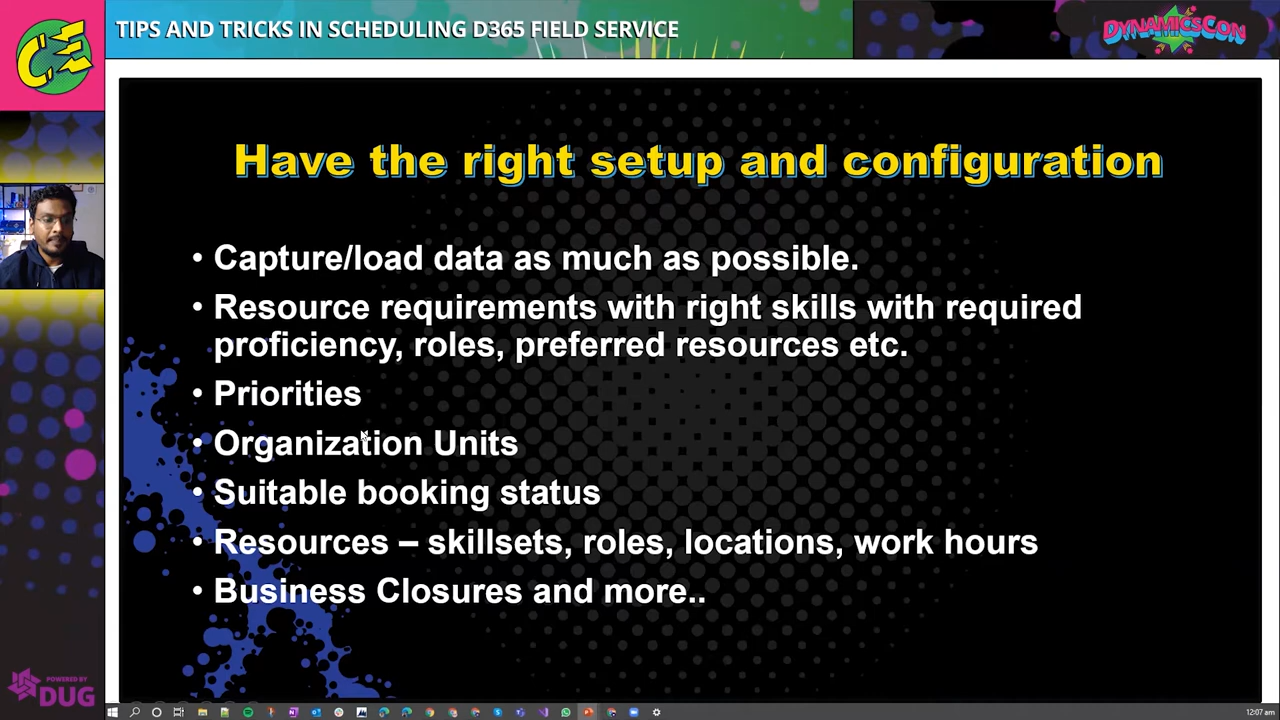 CE
TIPS AND TRICKS IN SCHEDULING D365 FIELD SERVICE
DYNAMICSCON
Have the right setup and configuration
• Capture/load data as much as possible.
• Resource requirements with right skills with required
proficiency, roles, preferred resources etc.
• Priorities
• Organization Units
• Suitable booking status
• Resources – skillsets, roles, locations, work hours
• Business Closures and more..
POWERED BY
DUG
12:07 am